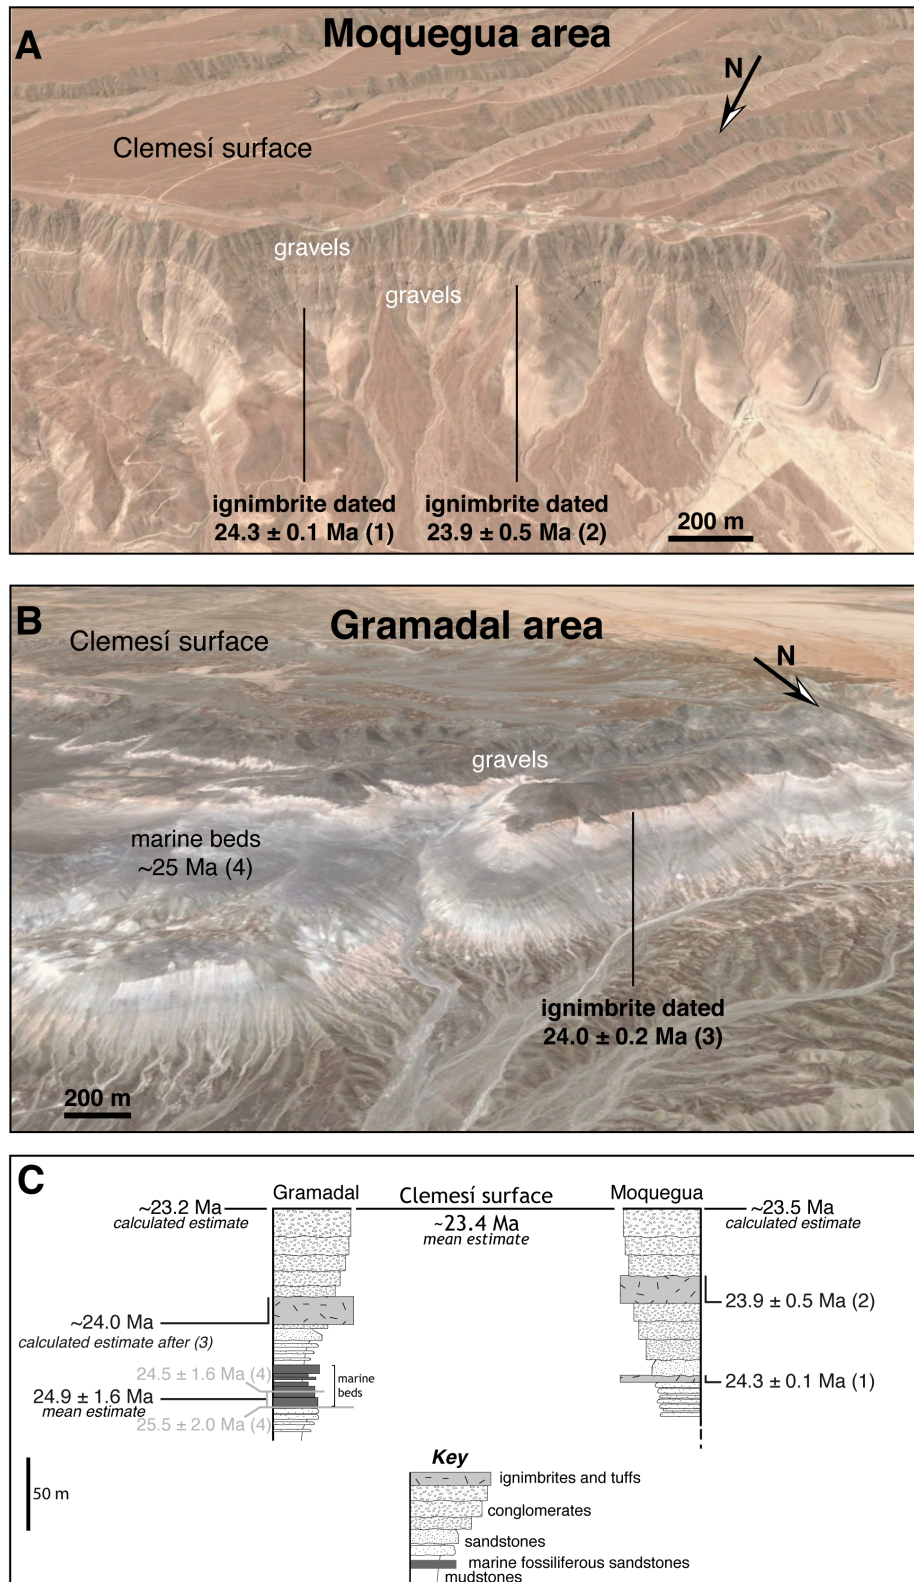 A
Moquegua area
N
Clemesí surface
gravels
gravels
ignimbrite dated
24.3 ± 0.1 Ma (1)
ignimbrite dated
23.9 ± 0.5 Ma (2)
200 m
B
Gramadal area
Clemesí surface
N
gravels
marine beds
~25 Ma (4)
ignimbrite dated
24.0 ± 0.2 Ma (3)
200 m
C
Gramadal
Clemesí surface
Moquegua
~23.2 Ma
calculated estimate
~23.4 Ma
mean estimate
~23.5 Ma
calculated estimate
23.9 ± 0.5 Ma (2)
~24.0 Ma
calculated estimate after (3)
24.5 ± 1.6 Ma (4)
marine
beds
24.3 ± 0.1 Ma (1)
24.9 ± 1.6 Ma
mean estimate
25.5 ± 2.0 Ma (4)
Key
50 m
ignimbrites and tuffs
conglomerates
sandstones
marine fossiliferous sandstones
mudstones